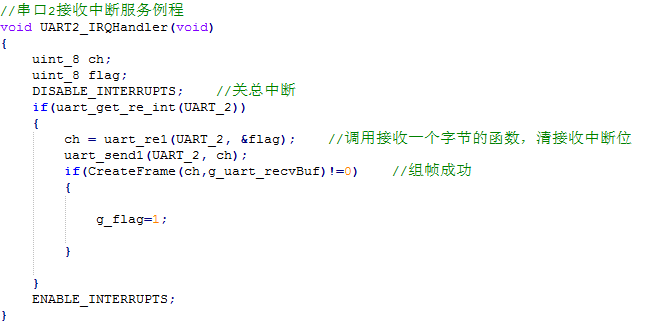 //串口2接收中断服务例程
void UART2_IRQHandler(void)
{
    uint_8 ch;
    uint_8 flag;
    DISABLE_INTERRUPTS;    //关总中断
    if(uart_get_re_int(UART_2))
    {
        ch = uart_re1(UART_2, &flag);    //调用接收一个字节的函数，清接收中断位
        uart_send1(UART_2, ch);
        if(CreateFrame(ch,g_uart_recvBuf)!=0)    //组帧成功
        {
            g_flag=1;
        }
    }
    ENABLE_INTERRUPTS;
}